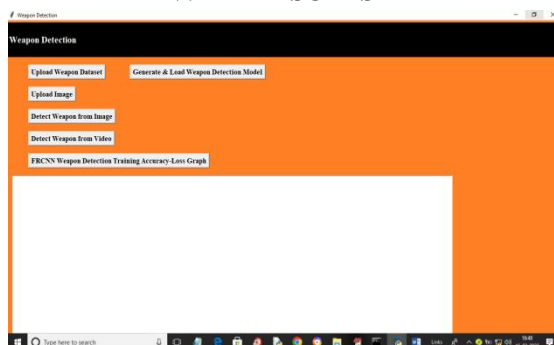 Weapon Detection
Weapon Detection
Upload Weapon Dataset Generate & Load Weapon Detection Model
Upload Image
Detect Weapon from Image
Detect Weapon from Video
FRCNN Weapon Detection Training Accuracy-Loss Graph
Type here to search
Links